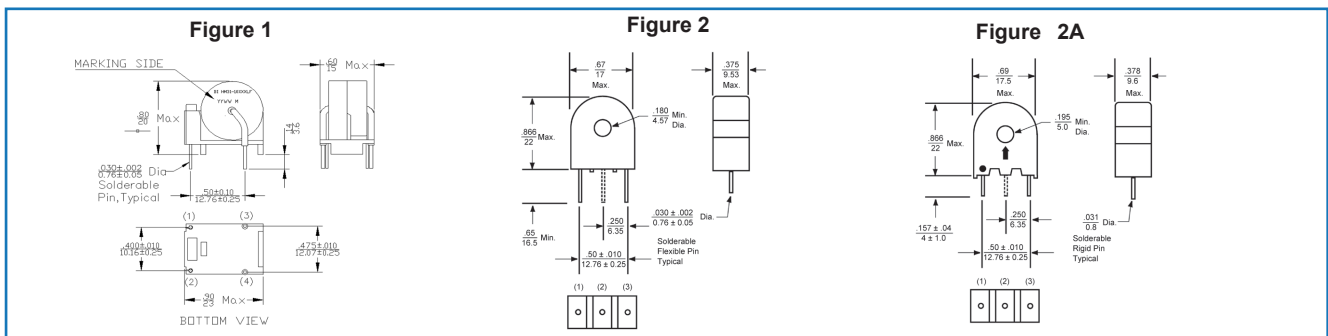 Figure 1
MARKING SIDE
.60
15 Max
.80
20 Max
.14
3.6
.030±.002
0.76±0.05 Dia
Solderable
Pin,Typical
.50±0.10
12.76±0.25
(1) (3)
.400±.010
10.16±0.25
.475±.010
12.07±0.25
(2) (4)
.90
23 Max
BOTTOM VIEW
Figure 2
.67
17
Max.
.375
9.53
Max.
.180
4.57
Min.
Dia.
.866
22
Max.
.250
6.35
.030 ± .002
0.76 ± 0.05
Dia.
.65
16.5
Min.
Solderable
Flexible Pin
Typical
.50 ± .010
12.76 ± 0.25
(1) (2) (3)
Figure 2A
.69
17.5
Max.
.378
9.6
Max.
.195
5.0
Min.
Dia.
.866
22
Max.
.157 ± .04
4 ± 1.0
.250
6.35
.031
0.8
Dia.
Solderable
Rigid Pin
Typical
.50 ± .010
12.76 ± 0.25
(1) (2) (3)